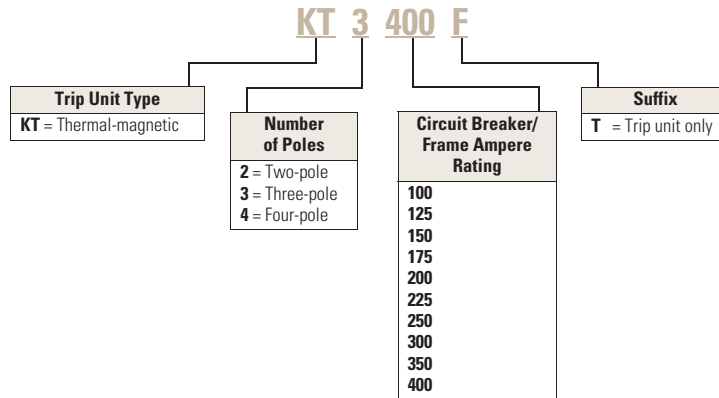 KT 3 400 F
Trip Unit Type
KT = Thermal-magnetic
Number
of Poles
2 = Two-pole
3 = Three-pole
4 = Four-pole
Circuit Breaker/
Frame Ampere
Rating
100
125
150
175
200
225
250
300
350
400
Suffix
T = Trip unit only